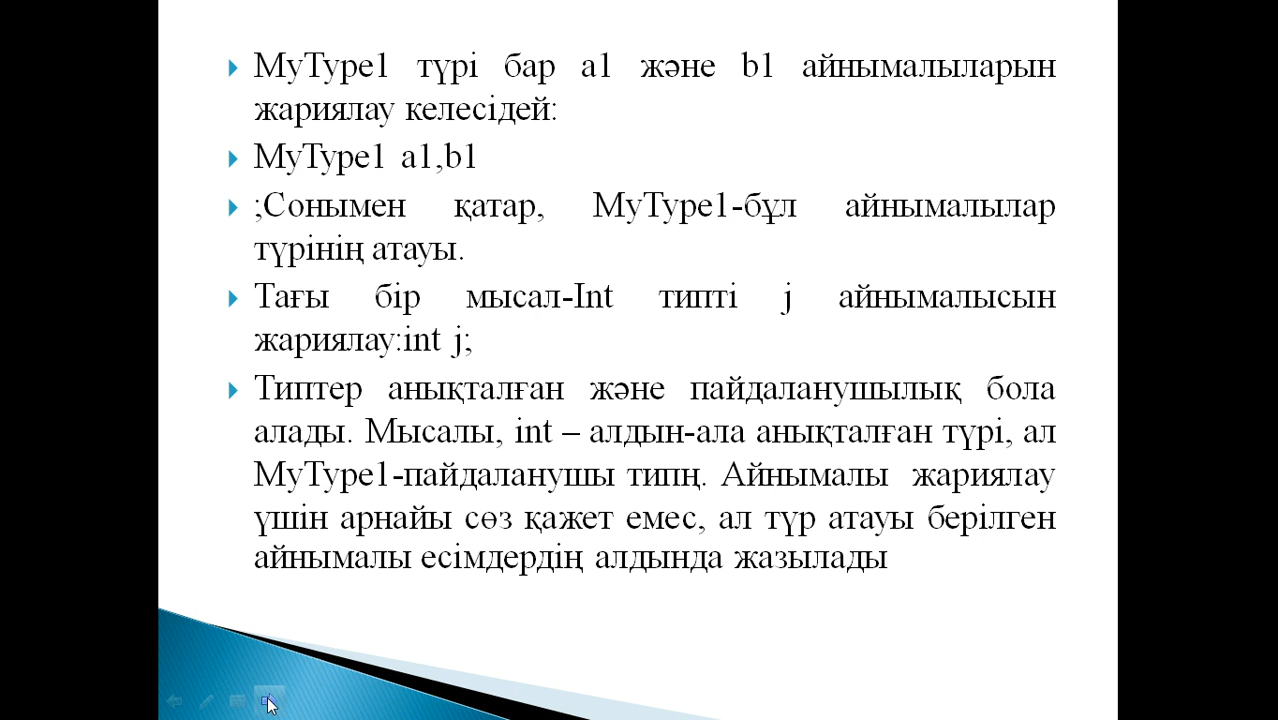 MyType1 түрі бар a1 және b1 айнымалыларын
жариялау келесідей:
MyType1 a1,b1
;Сонымен қатар, MyType1-бұл айнымалылар
түрінің атауы.
Тағы бір мысал-Int типті j айнымалысын
жариялау:int j;
Типтер анықталған және пайдаланушылық бола
алады. Мысалы, int – алдын-ала анықталған түрі, ал
MyType1-пайдаланушы типң. Айнымалы жариялау
үшін арнайы сөз қажет емес, ал түр атауы берілген
айнымалы есімдердің алдында жазылады